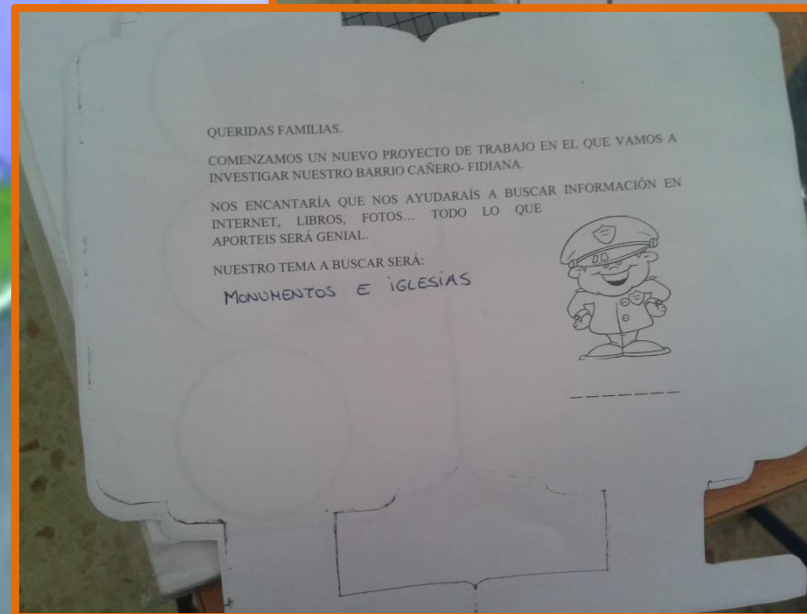 QUERIDAS FAMILIAS.
COMENZAMOS UN NUEVO PROYECTO DE TRABAJO EN EL QUE VAMOS A
INVESTIGAR NUESTRO BARRIO CAÑERO- FIDIANA.
NOS ENCANTARÍA QUE NOS AYUDARAÍS A BUSCAR INFORMACIÓN EN
INTERNET, LIBROS, FOTOS... TODO LO QUE
APORTEIS SERÁ GENIAL.
NUESTRO TEMA A BUSCAR SERÁ:
MONUMENTOS E IGLESIAS